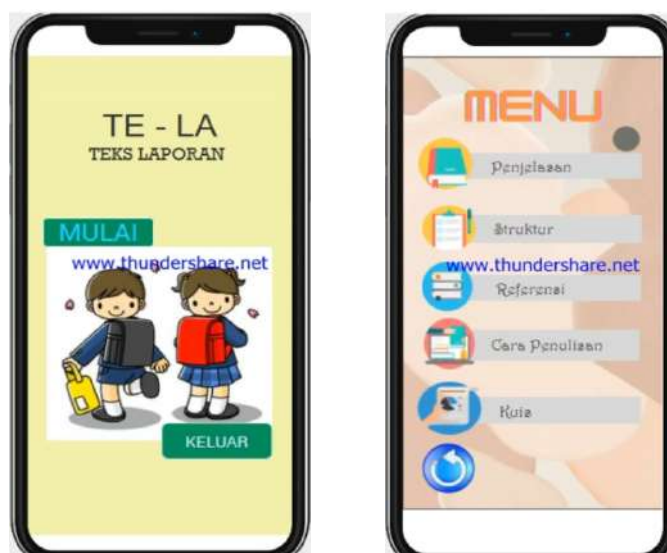 TE - LA
TEKS LAPORAN
MULAI
www.thundershare.net
KELUAR
MENU
Penjelasan
Struktur
www.thundershare.net
Referensi
Cara Penulisan
Kuis